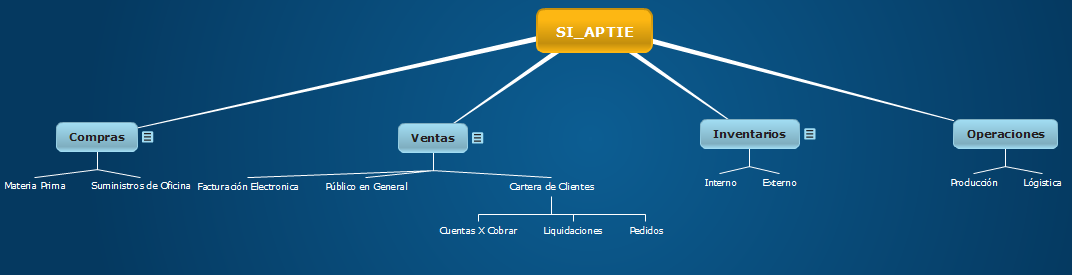 SI_APTIE
Compras
Ventas
Inventarios
Operaciones
Materia Prima
Suministros de Oficina
Facturación Electronica
Público en General
Cartera de Clientes
Interno
Externo
Producción
Lógistica
Cuentas X Cobrar
Liquidaciones
Pedidos